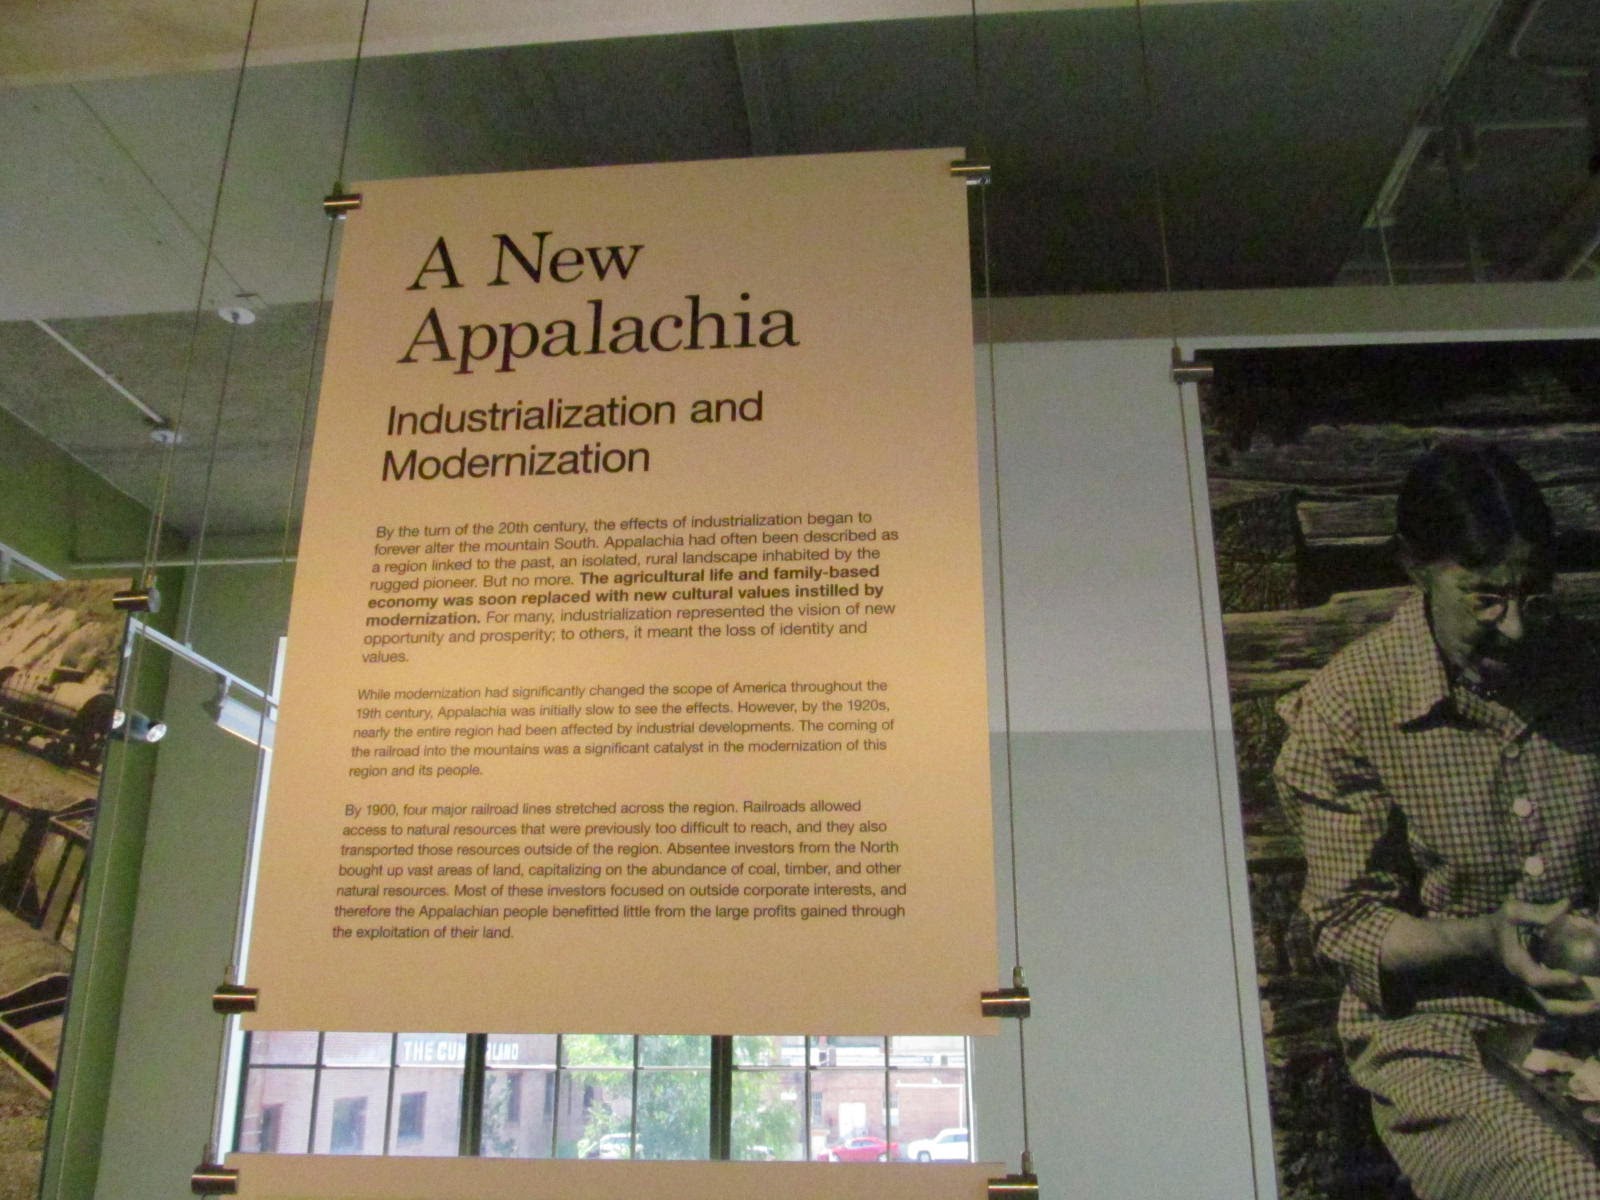 A New
Appalachia
Industrialization and
Modernization
By the turn of the 20th century, the effects of industrialization began to
forever alter the mountain South. Appalachia had often been described as
a region linked to the past, an isolated, rural landscape inhabited by the
rugged pioneer. But no more. The agricultural life and family-based
economy was soon replaced with new cultural values instilled by
modernization. For many, industrialization represented the vision of new
opportunity and prosperity; to others, it meant the loss of identity and
values.
While modernization had significantly changed the scope of America throughout the
19th century, Appalachia was initially slow to see the effects. However, by the 1920s,
nearly the entire region had been affected by industrial developments. The coming of
the railroad into the mountains was a significant catalyst in the modernization of this
region and its people.
By 1900, four major railroad lines stretched across the region. Railroads allowed
access to natural resources that were previously too difficult to reach, and they also
transported those resources outside of the region. Absentee investors from the North
bought up vast areas of land, capitalizing on the abundance of coal, timber, and other
natural resources. Most of these investors focused on outside corporate interests, and
therefore the Appalachian people benefitted little from the large profits gained through
the exploitation of their land.
THE CUMBERLAND